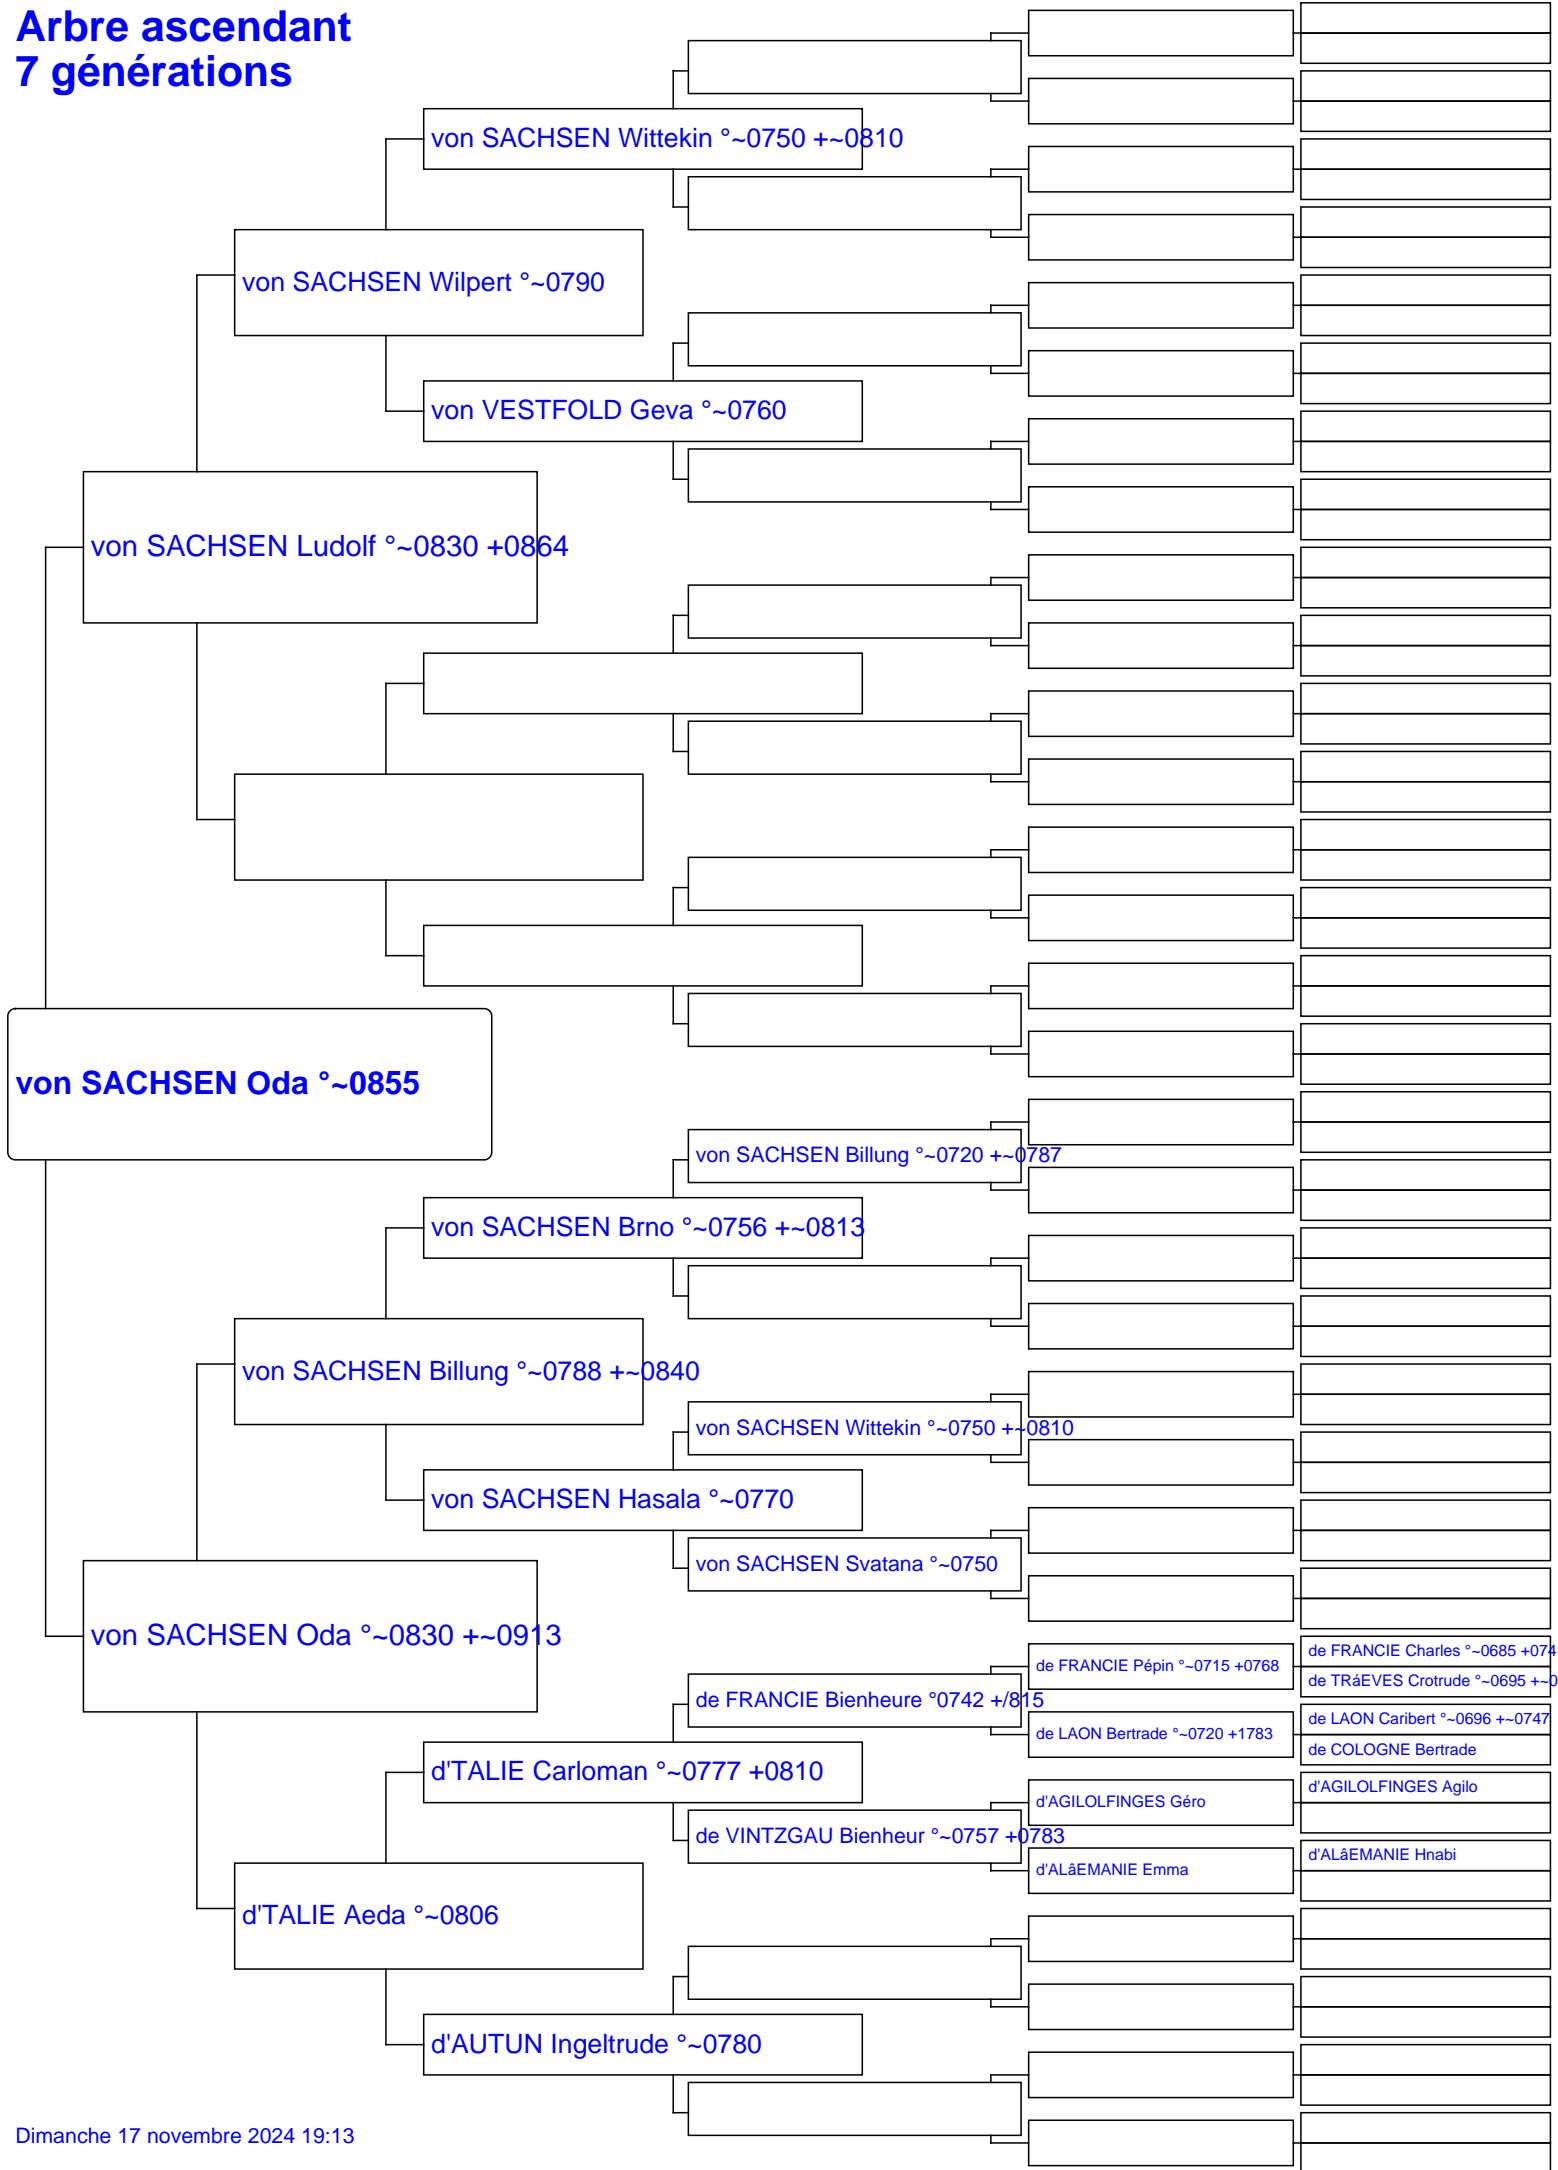 Arbre ascendant
7 générations
von SACHSEN Wittekin °~0750 +~0810
von SACHSEN Wilpert °~0790
von VESTFOLD Geva °~0760
von SACHSEN Ludolf °~0830 +0864
von SACHSEN Oda °~0855
von SACHSEN Billung °~0720 +~0787
von SACHSEN Brno °~0756 +~0813
von SACHSEN Billung °~0788 +~0840
von SACHSEN Wittekin °~0750 +~0810
von SACHSEN Hasala °~0770
von SACHSEN Svatana °~0750
von SACHSEN Oda °~0830 +~0913
de FRANCIE Charles °~0685 +074
de FRANCIE Pépin °~0715 +0768
de TRáEVES Crotrude °~0695 +~0
de FRANCIE Bienheure °0742 +/815
de LAON Caribert °~0696 +~0747
de LAON Bertrade °~0720 +1783
de COLOGNE Bertrade
d'TALIE Carloman °~0777 +0810
d'AGILOLFINGES Agilo
d'AGILOLFINGES Géro
de VINTZGAU Bienheur °~0757 +0783
d'ALâEMANIE Hnabi
d'ALâEMANIE Emma
d'TALIE Aeda °~0806
d'AUTUN Ingeltrude °~0780
Dimanche 17 novembre 2024 19:13